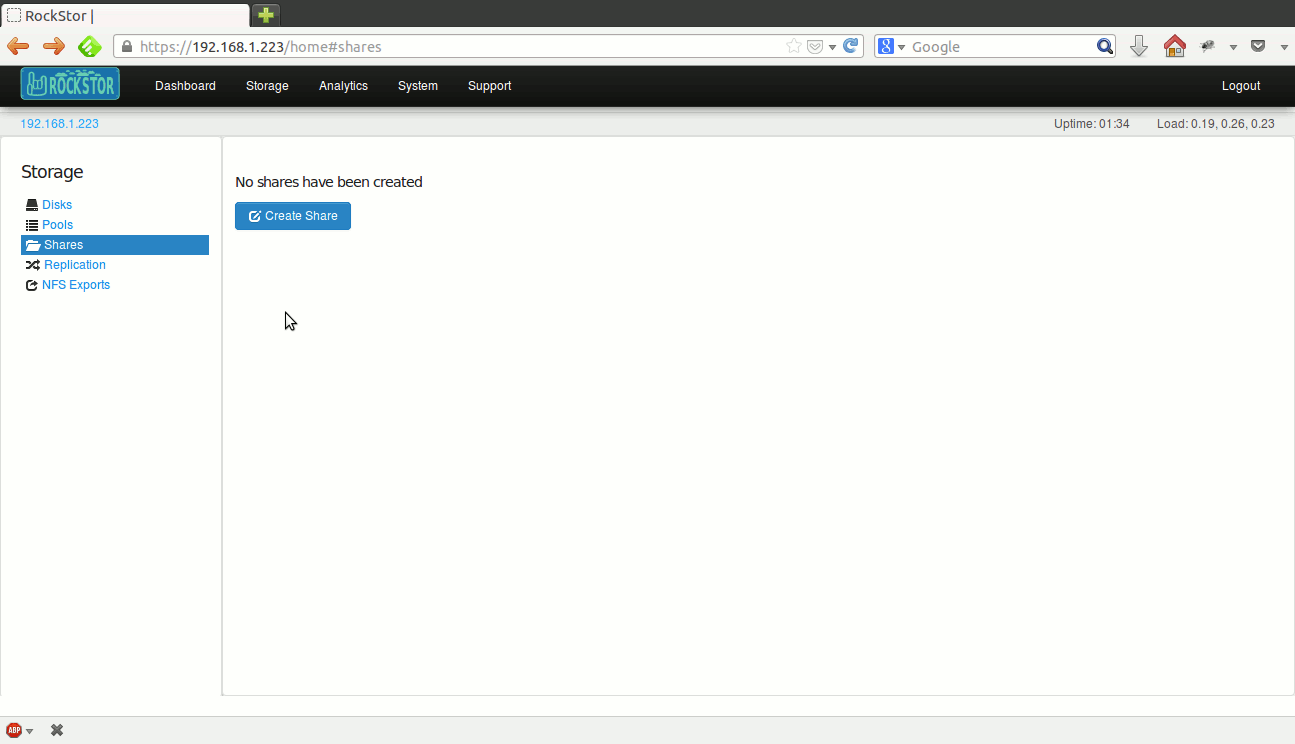 RockStor |
https://192.168.1.223/home#shares
8 Google
ROCKSTOR
Dashboard Storage Analytics System Support Logout
192.168.1.223 Uptime: 01:34 Load: 0.19, 0.26, 0.23
Storage
Disks
Pools
Shares
Replication
NFS Exports
No shares have been created
Create Share
ABP